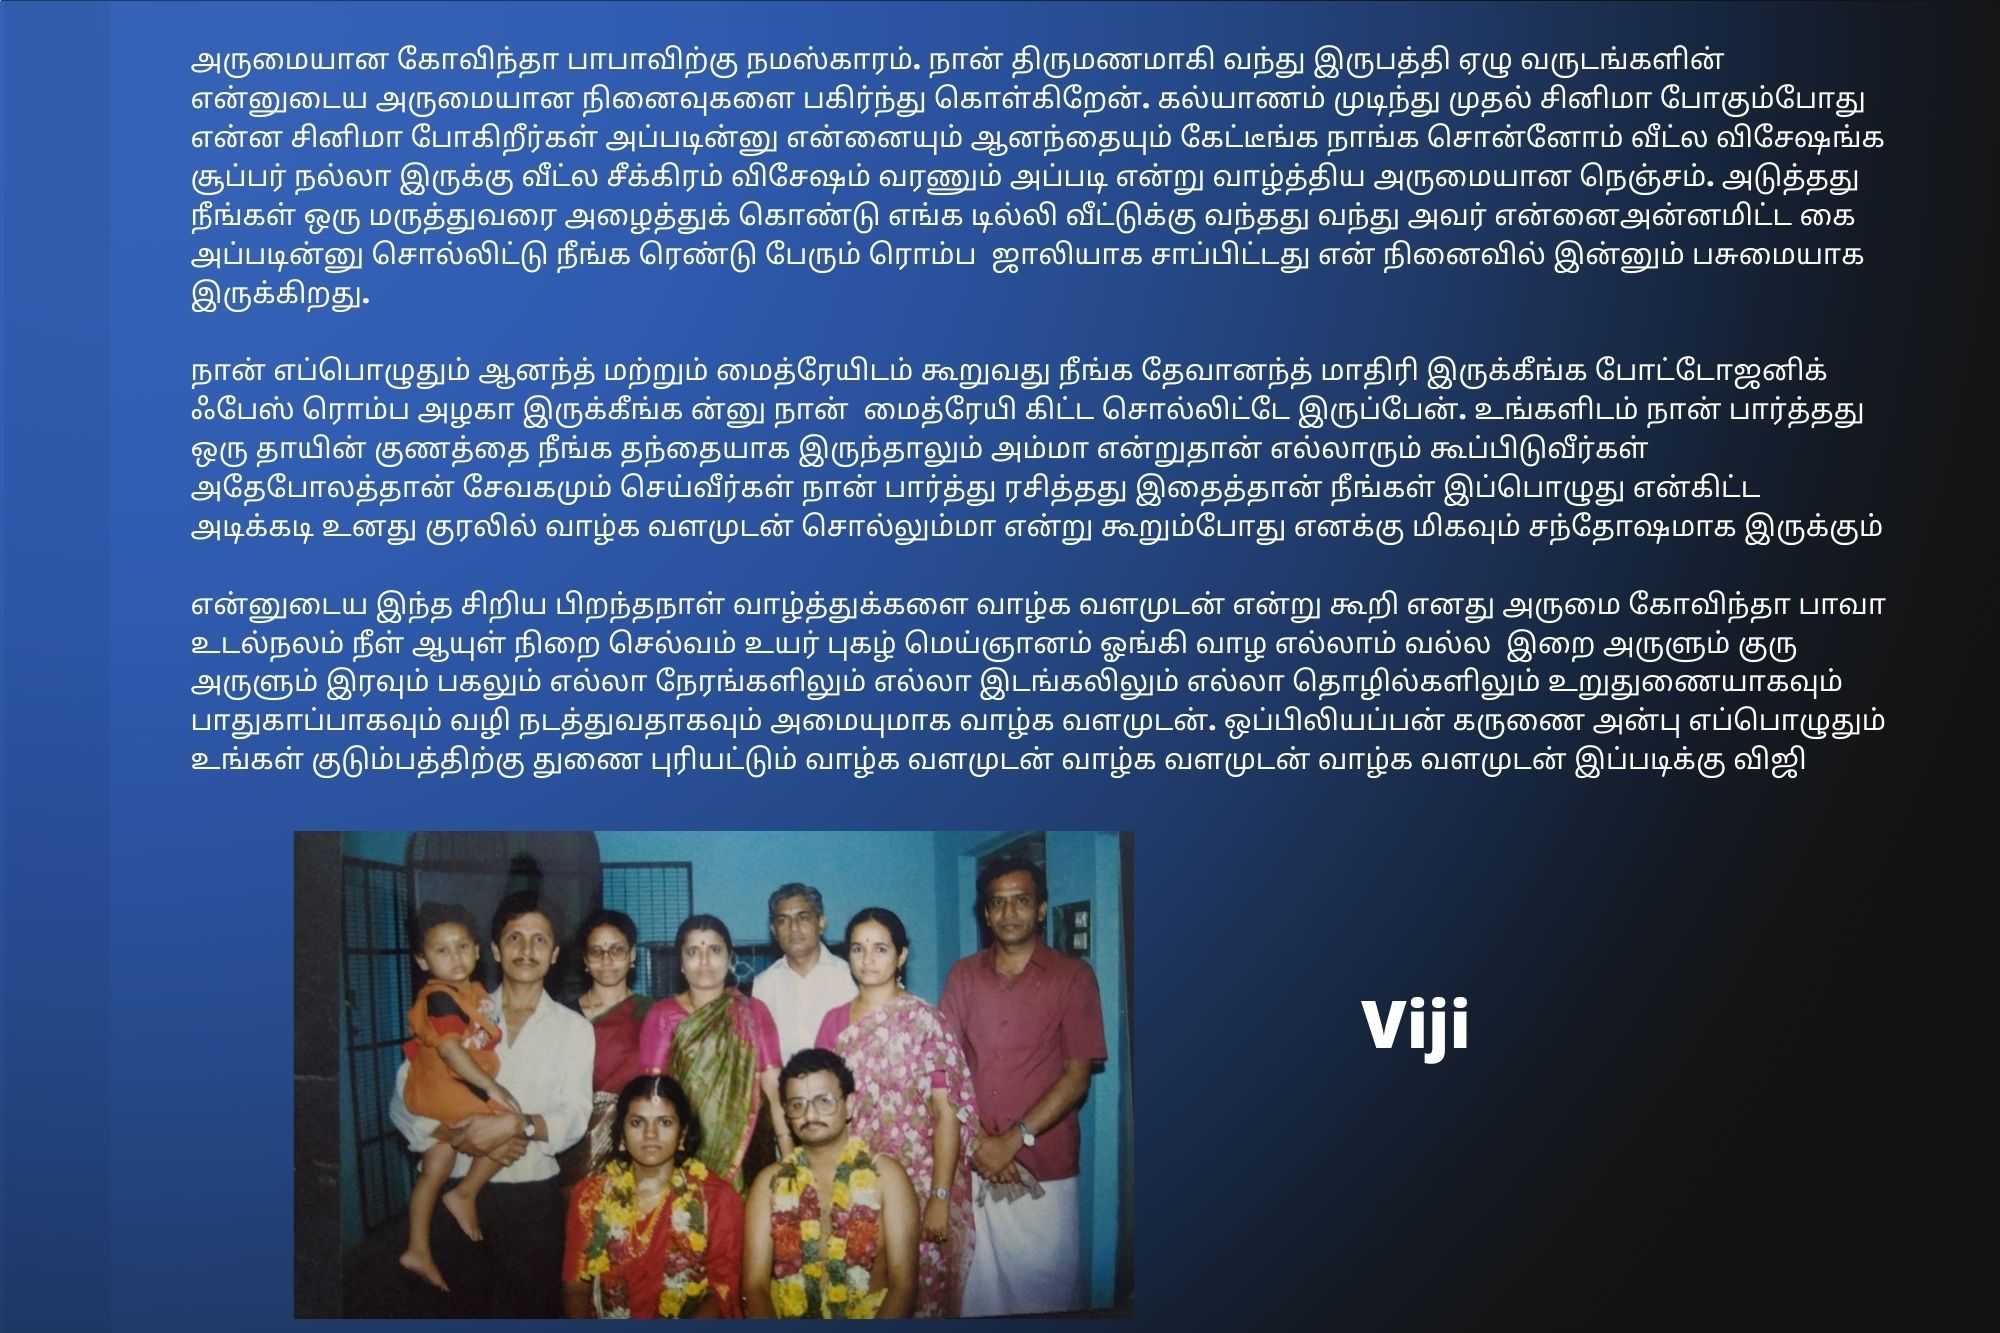 அருமையான கோவிந்தா பாபாவிற்கு நமஸ்காரம். நான் திருமணமாகி வந்து இருபத்தி ஏழு வருடங்களின்
என்னுடைய அருமையான நினைவுகளை பகிர்ந்து கொள்கிறேன். கல்யாணம் முடிந்து முதல் சினிமா போகும்போது
என்ன சினிமா போகிறீர்கள் அப்படின்னு என்னையும் ஆனந்தையும் கேட்டீங்க நாங்க சொன்னோம் வீட்ல விசேஷங்க
சூப்பர் நல்லா இருக்கு வீட்ல சீக்கிரம் விசேஷம் வரணும் அப்படி என்று வாழ்த்திய அருமையான நெஞ்சம். அடுத்தது
நீங்கள் ஒரு மருத்துவரை அழைத்துக் கொண்டு எங்க டில்லி வீட்டுக்கு வந்தது வந்து அவர் என்னைஅன்னமிட்ட கை
அப்படின்னு சொல்லிட்டு நீங்க ரெண்டு பேரும் ரொம்ப  ஜாலியாக சாப்பிட்டது என் நினைவில் இன்னும் பசுமையாக
இருக்கிறது.
நான் எப்பொழுதும் ஆனந்த் மற்றும் மைத்ரேயிடம் கூறுவது நீங்க தேவானந்த் மாதிரி இருக்கீங்க போட்டோஜனிக்
ஃபேஸ் ரொம்ப அழகா இருக்கீங்க ன்னு நான்  மைத்ரேயி கிட்ட சொல்லிட்டே இருப்பேன். உங்களிடம் நான் பார்த்தது
ஒரு தாயின் குணத்தை நீங்க தந்தையாக இருந்தாலும் அம்மா என்றுதான் எல்லாரும் கூப்பிடுவீர்கள்
அதேபோலத்தான் சேவகமும் செய்வீர்கள் நான் பார்த்து ரசித்தது இதைத்தான் நீங்கள் இப்பொழுது என்கிட்ட
அடிக்கடி உனது குரலில் வாழ்க வளமுடன் சொல்லும்மா என்று கூறும்போது எனக்கு மிகவும் சந்தோஷமாக இருக்கும்
என்னுடைய இந்த சிறிய பிறந்தநாள் வாழ்த்துக்களை வாழ்க வளமுடன் என்று கூறி எனது அருமை கோவிந்தா பாவா
உடல்நலம் நீள் ஆயுள் நிறை செல்வம் உயர் புகழ் மெய்ஞானம் ஓங்கி வாழ எல்லாம் வல்ல  இறை அருளும் குரு
அருளும் இரவும் பகலும் எல்லா நேரங்களிலும் எல்லா இடங்கலிலும் எல்லா தொழில்களிலும் உறுதுணையாகவும்
பாதுகாப்பாகவும் வழி நடத்துவதாகவும் அமையுமாக வாழ்க வளமுடன். ஒப்பிலியப்பன் கருணை அன்பு எப்பொழுதும்
உங்கள் குடும்பத்திற்கு துணை புரியட்டும் வாழ்க வளமுடன் வாழ்க வளமுடன் வாழ்க வளமுடன் இப்படிக்கு விஜி
Viji